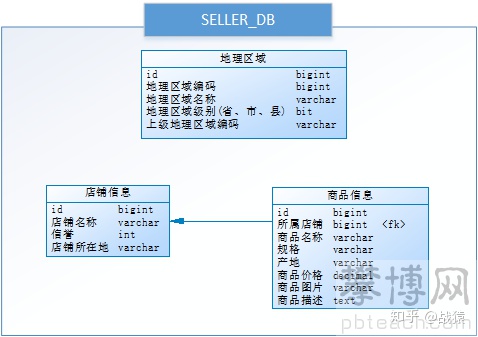 SELLER_DB
地理区域
id bigint
地理区域编码 bigint
地理区域名称 varchar
地理区域级别(省、市、县) bit
上级地理区域编码 varchar
店铺信息
id bigint
店铺名称 varchar
信誉 int
店铺所在地 varchar
商品信息
id bigint
所属店铺 bigint <fk>
商品名称 varchar
规格 varchar
产地 varchar
商品价格 decimal
商品图片 varchar
商品描述 text
攀博网
知乎 @战猿
pbteach.com